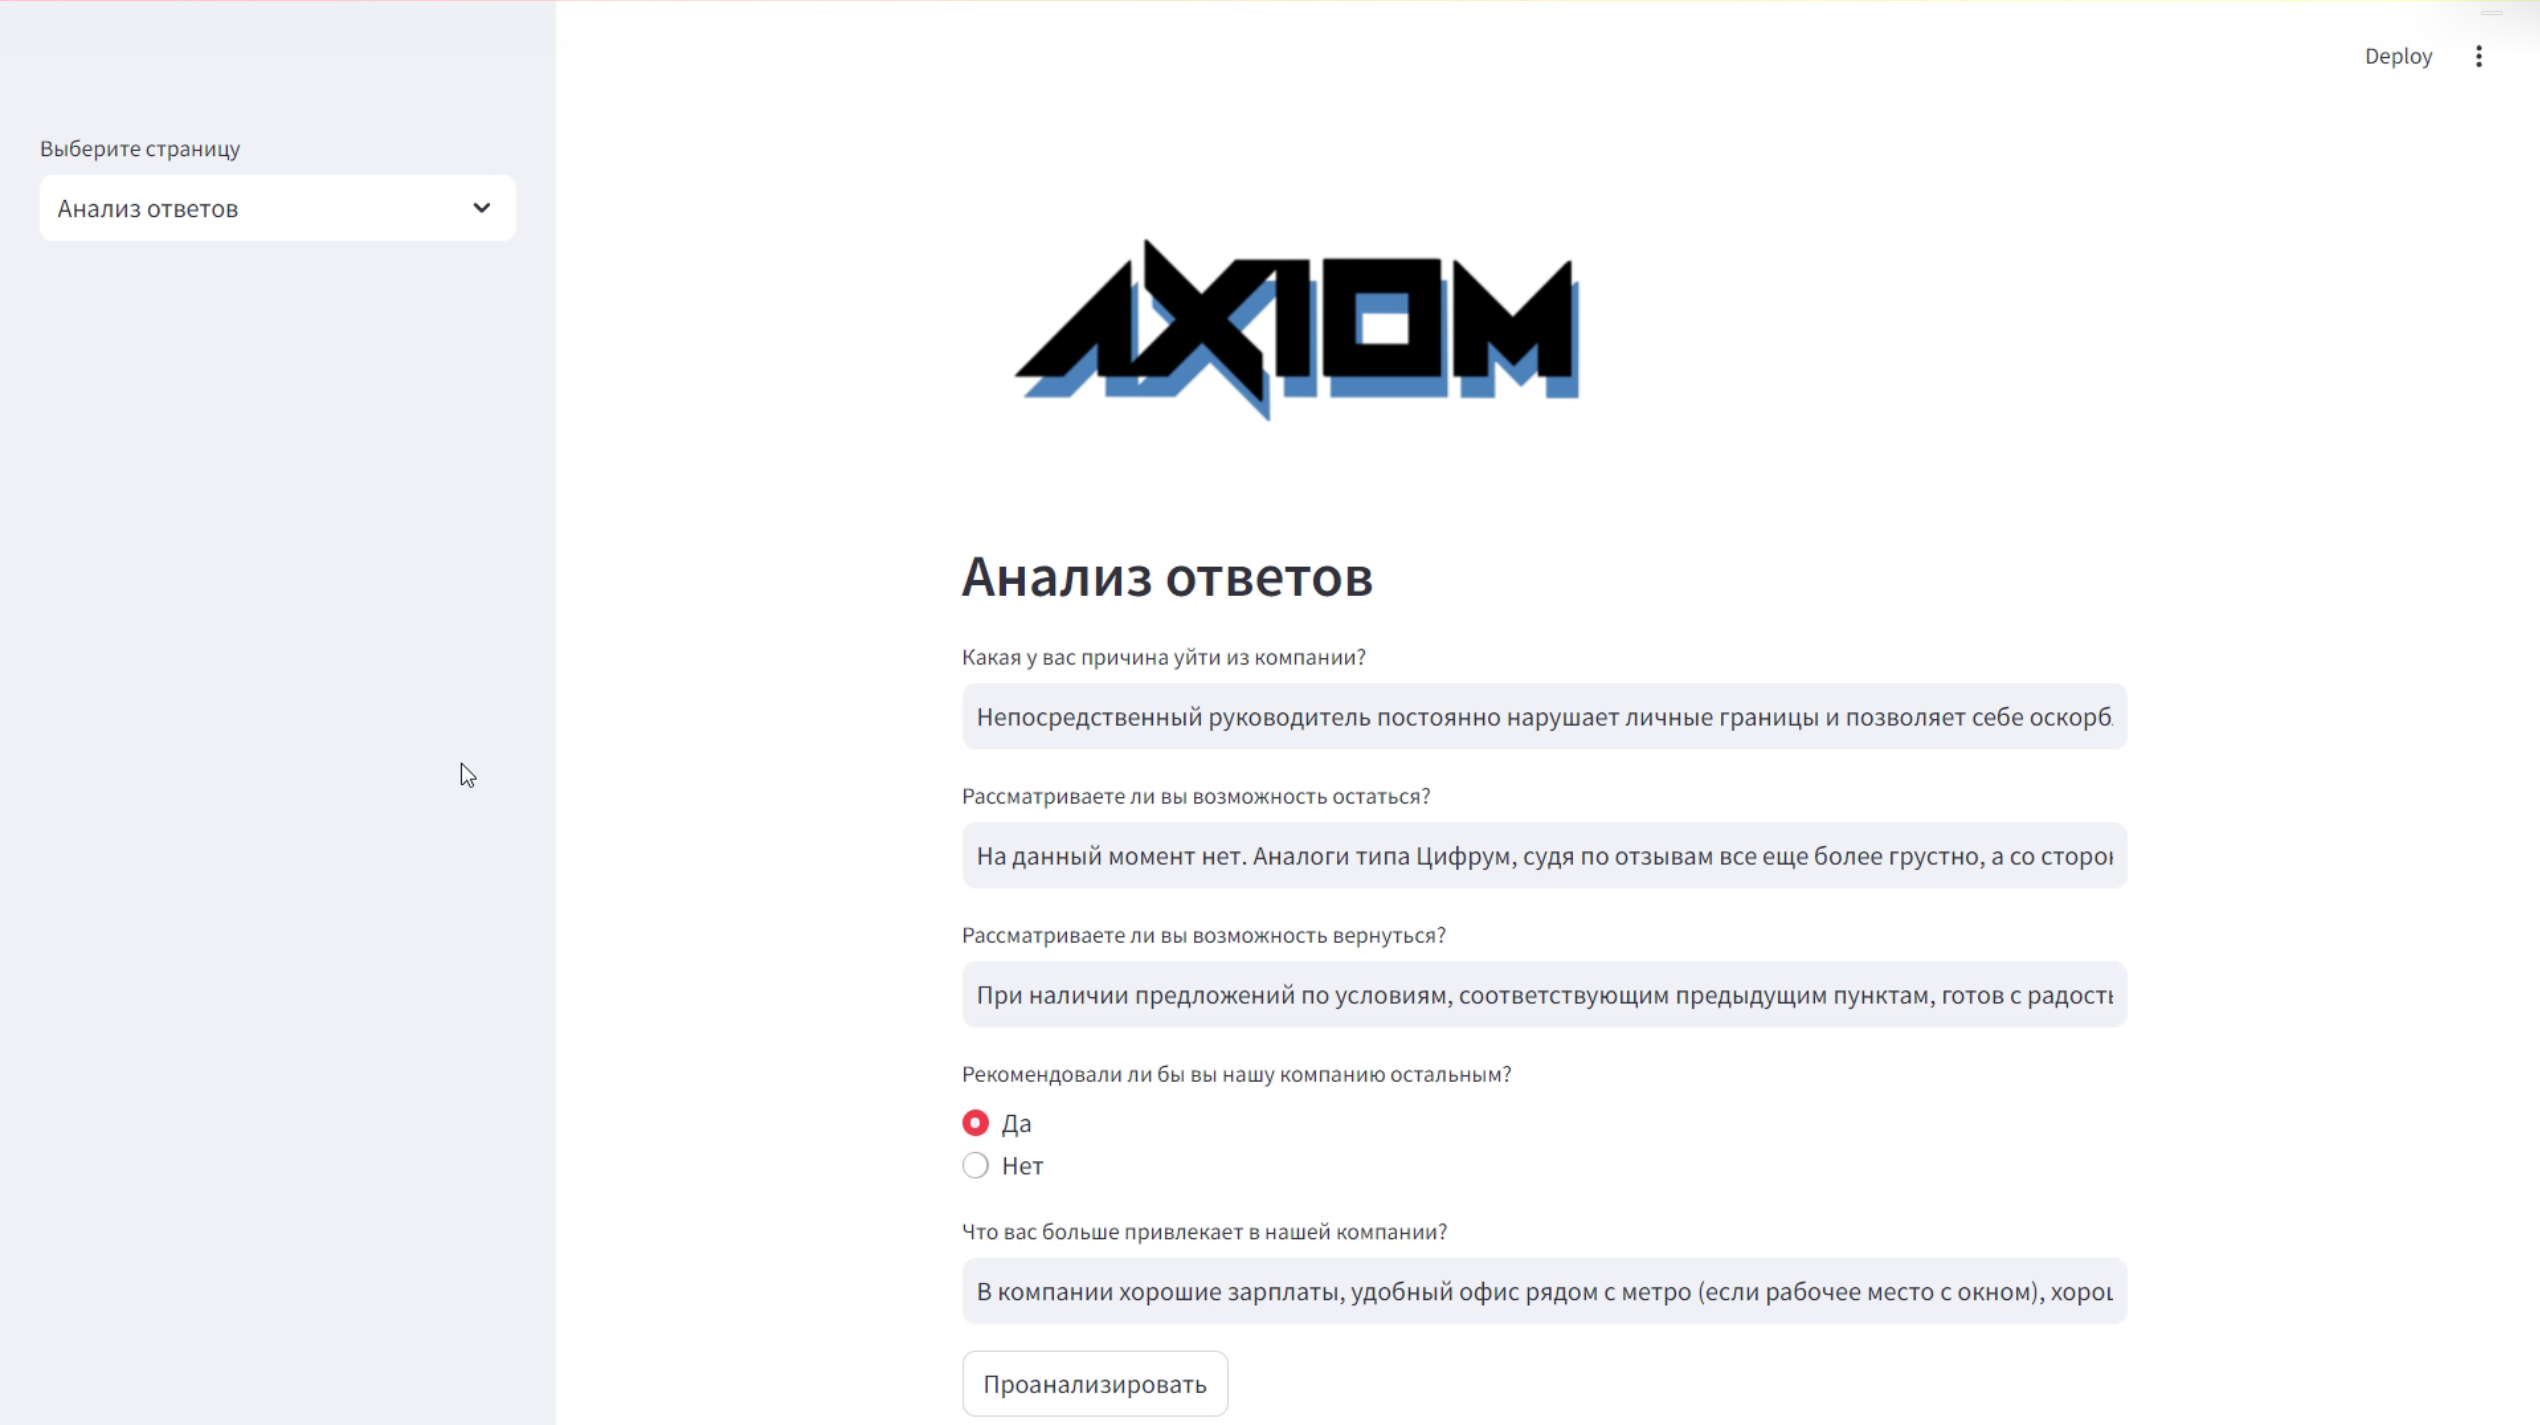 Deploy
Выберите страницу
Анализ ответов
AXIOM
Анализ ответов
Какая у вас причина уйти из компании?
Непосредственный руководитель постоянно нарушает личные границы и позволяет себе оскорб
Рассматриваете ли вы возможность остаться?
На данный момент нет. Аналоги типа Цифрум, судя по отзывам все еще более грустно, а со сторон
Рассматриваете ли вы возможность вернуться?
При наличии предложений по условиям, соответствующим предыдущим пунктам, готов с радость
Рекомендовали ли бы вы нашу компанию остальным?
Да
Нет
Что вас больше привлекает в нашей компании?
В компании хорошие зарплаты, удобный офис рядом с метро (если рабочее место с окном), хорош
Проанализировать